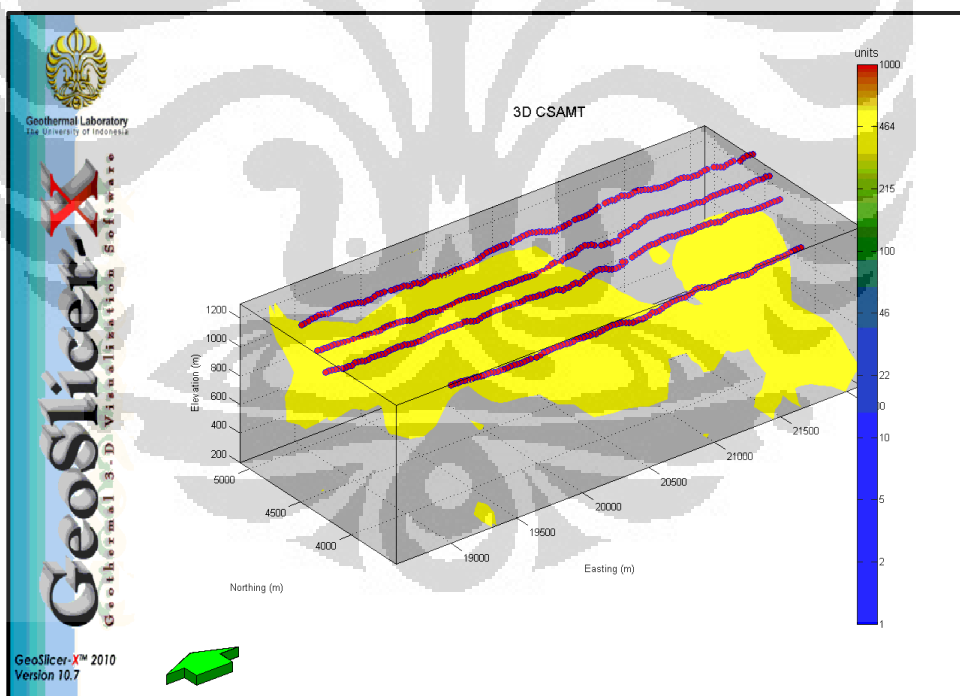 Geothermal Laboratory
The University of Indonesia
GeoSlicer-X
Geothermal 3-D Visualization Software
GeoSlicer-X™ 2010
Version 10.7
3D CSAMT
units
1000
464
215
100
46
22
10
5
2
1
Elevation (m)
1200
1000
800
600
400
200
5000
4500
4000
Northing (m)
19000
19500
20000
20500
21000
21500
Easting (m)